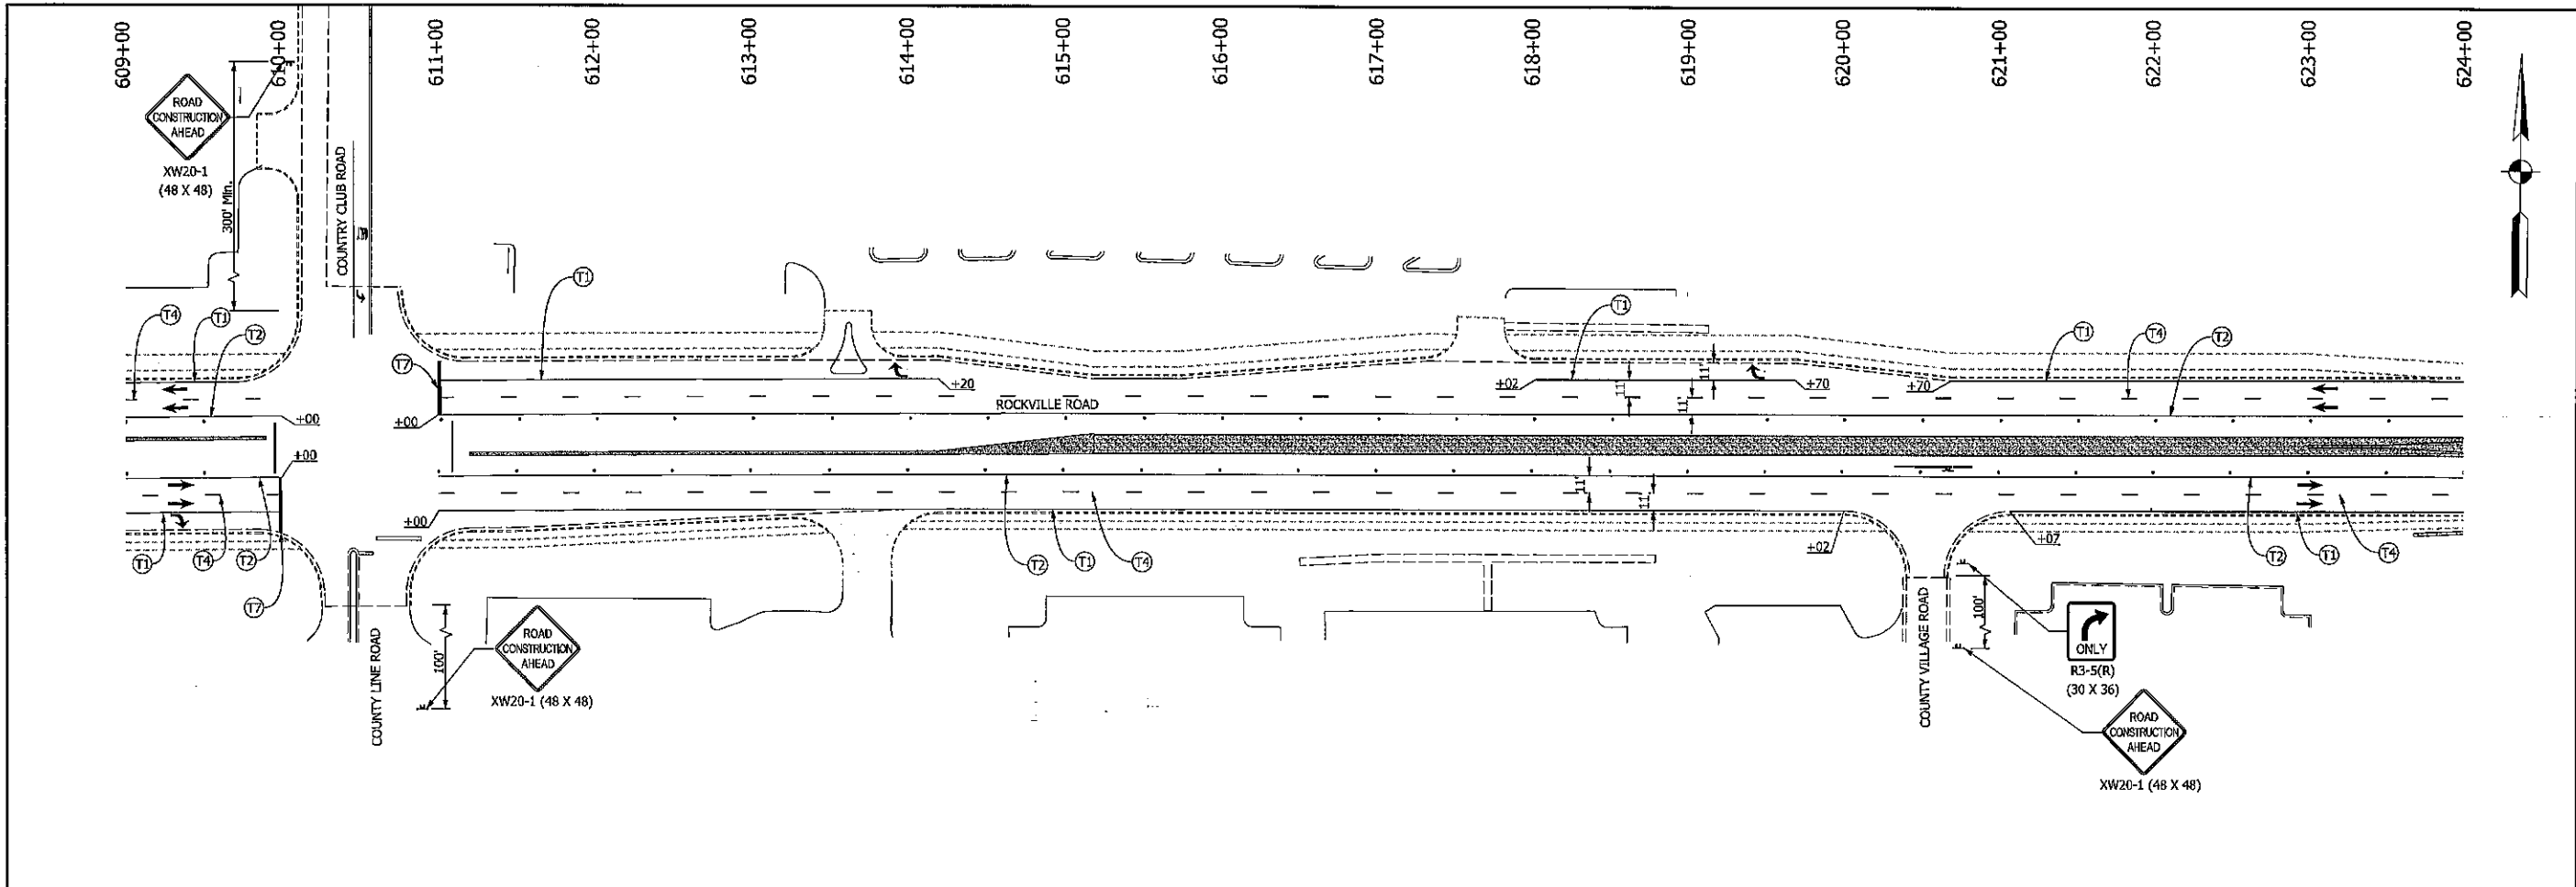 609+00
610+00
611+00
612+00
613+00
614+00
615+00
616+00
617+00
618+00
619+00
620+00
621+00
622+00
623+00
624+00
ROAD
CONSTRUCTION
AHEAD
XW20-1
(48 X 48)
300' Min.
COUNTRY CLUB ROAD
T4
T1
T2
+00
+00
T7
+00
T1
+20
ROCKVILLE ROAD
+02
T1
11'
11'
11'
+70
+70
T1
T4
T2
T1
T4
T2
T7
+00
T2
T1
T4
11'
11'
+02
+07
T2
T1
T4
COUNTY LINE ROAD
100'
ROAD
CONSTRUCTION
AHEAD
XW20-1 (48 X 48)
COUNTY VILLAGE ROAD
100'
ONLY
R3-5(R)
(30 X 36)
ROAD
CONSTRUCTION
AHEAD
XW20-1 (48 X 48)